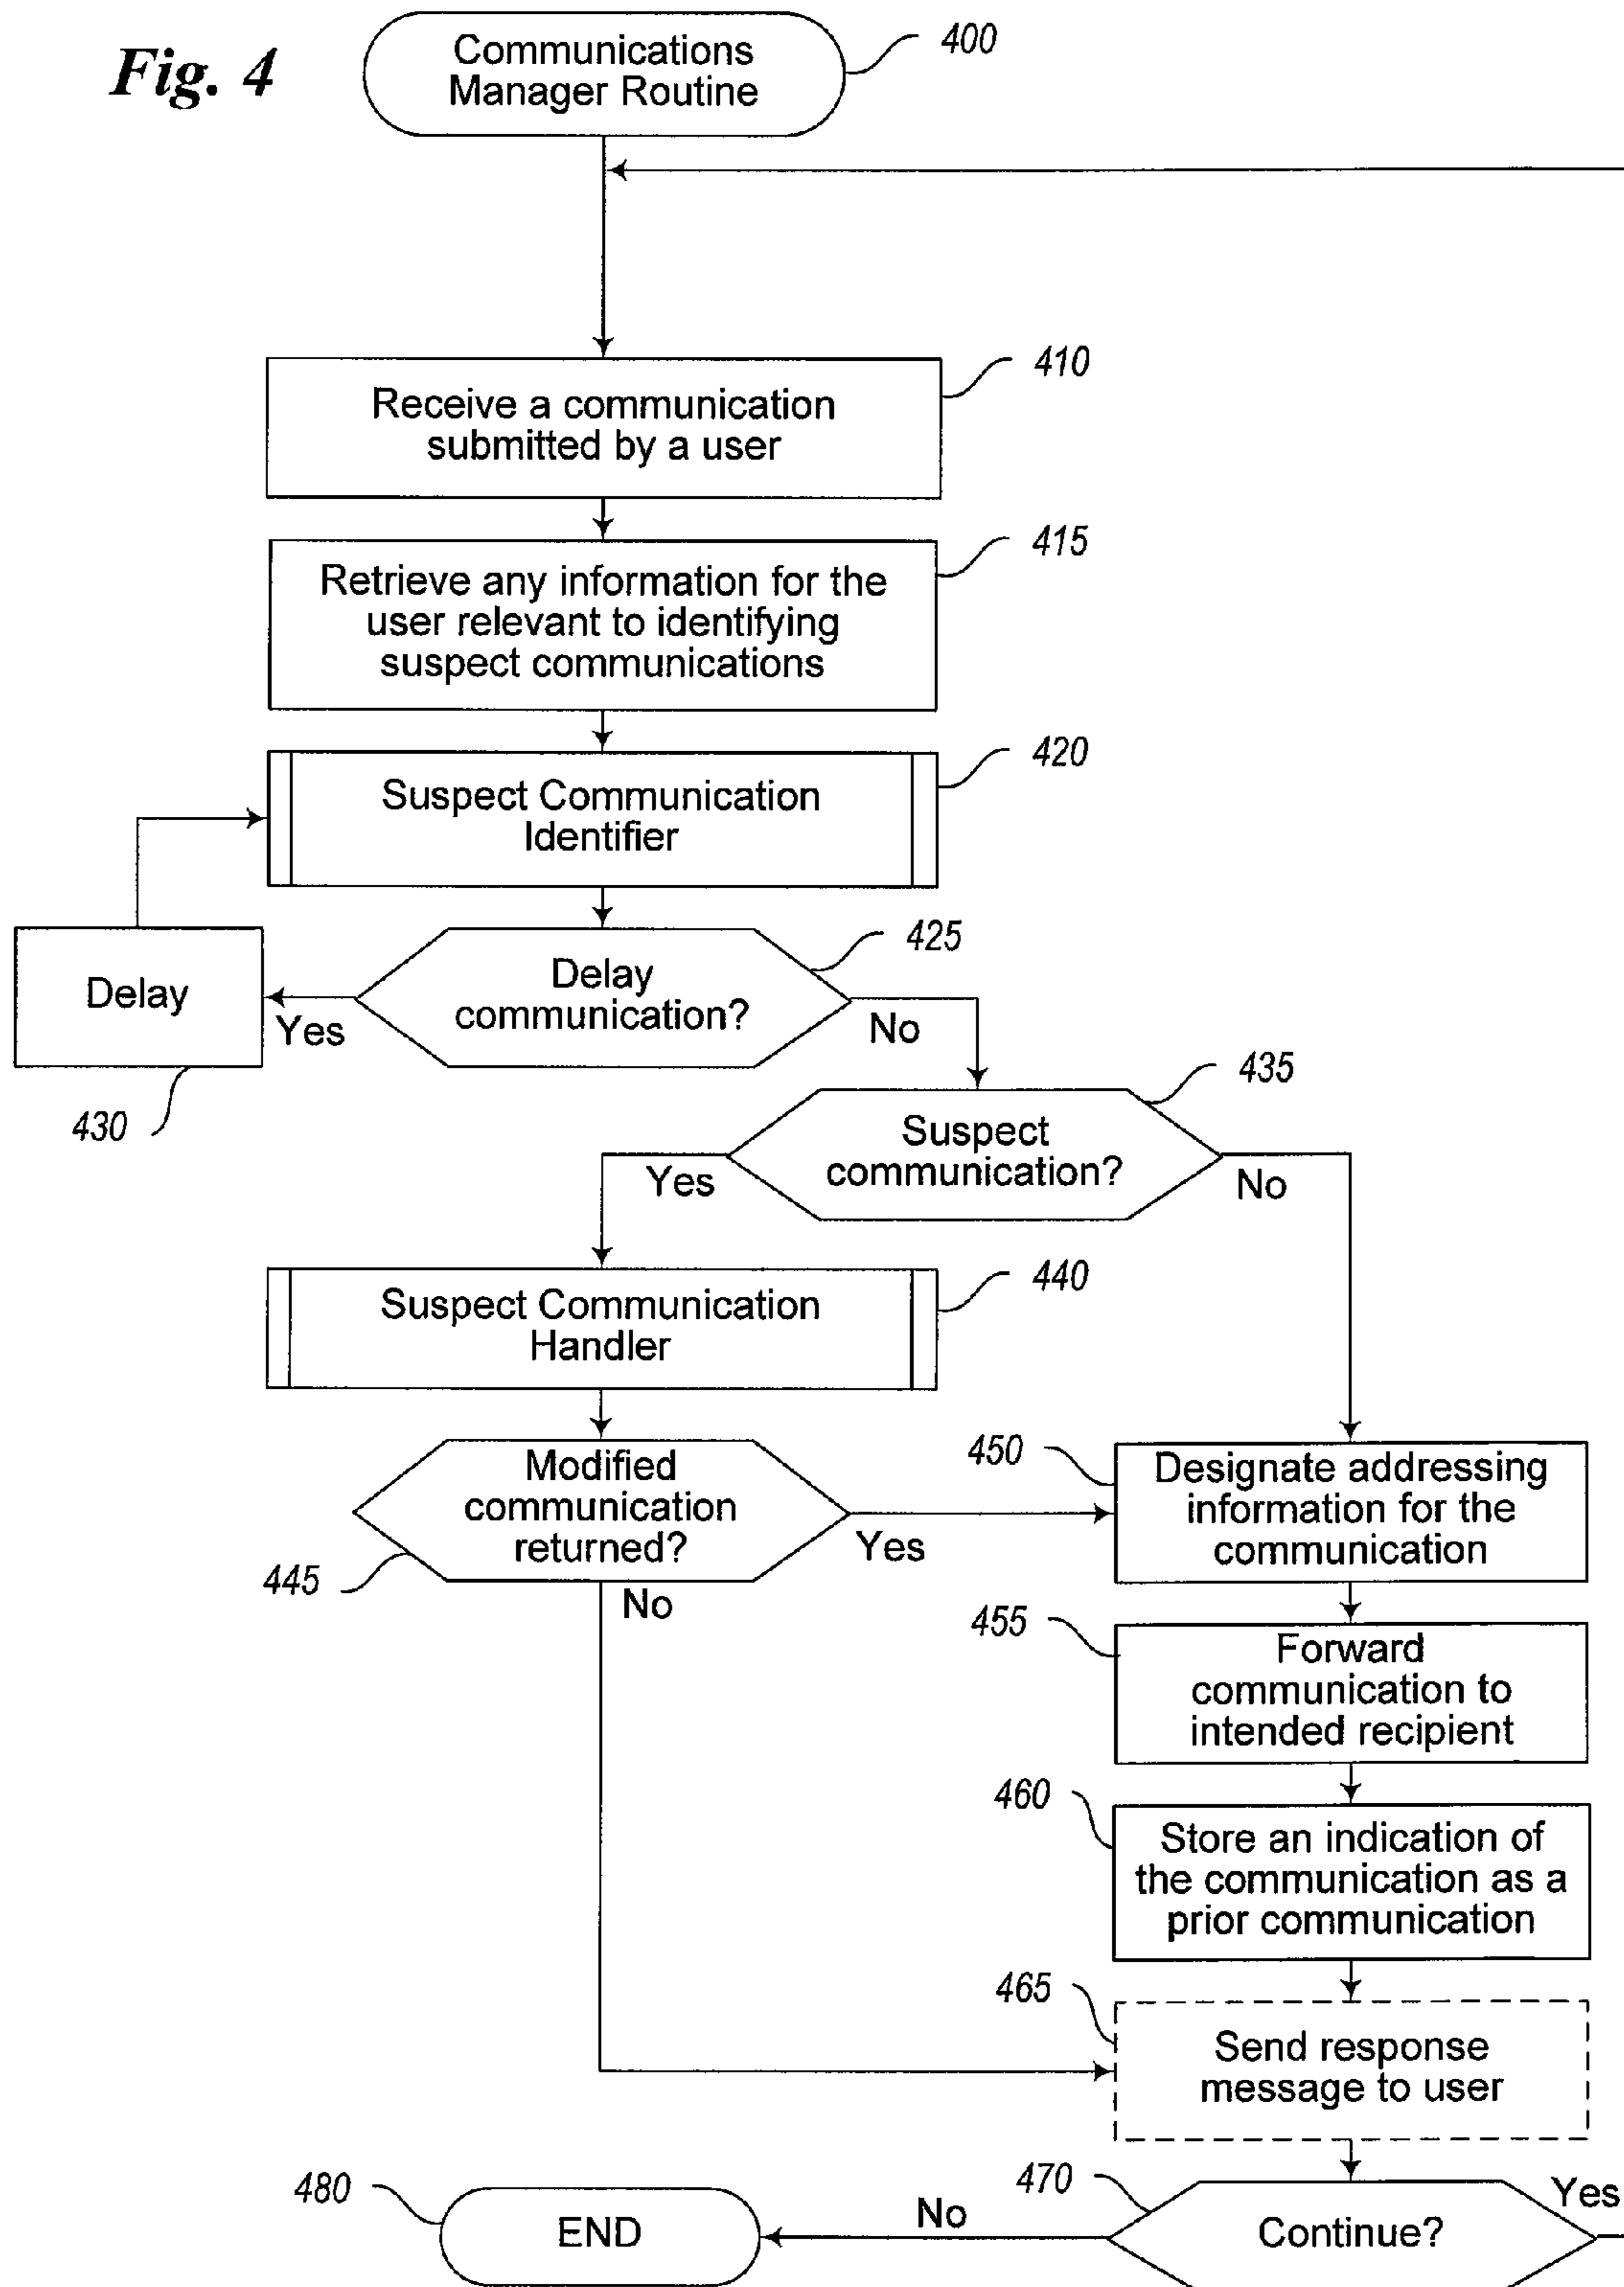 Fig. 4
Communications
Manager Routine
400
Receive a communication
submitted by a user
410
Retrieve any information for the
user relevant to identifying
suspect communications
415
Suspect Communication
Identifier
420
Delay
communication?
425
Delay
Yes
No
430
Suspect
communication?
435
Yes
No
Suspect Communication
Handler
440
Modified
communication
returned?
445
Yes
No
450
Designate addressing
information for the
communication
455
Forward
communication to
intended recipient
460
Store an indication of
the communication as a
prior communication
465
Send response
message to user
470
Continue?
Yes
No
480
END